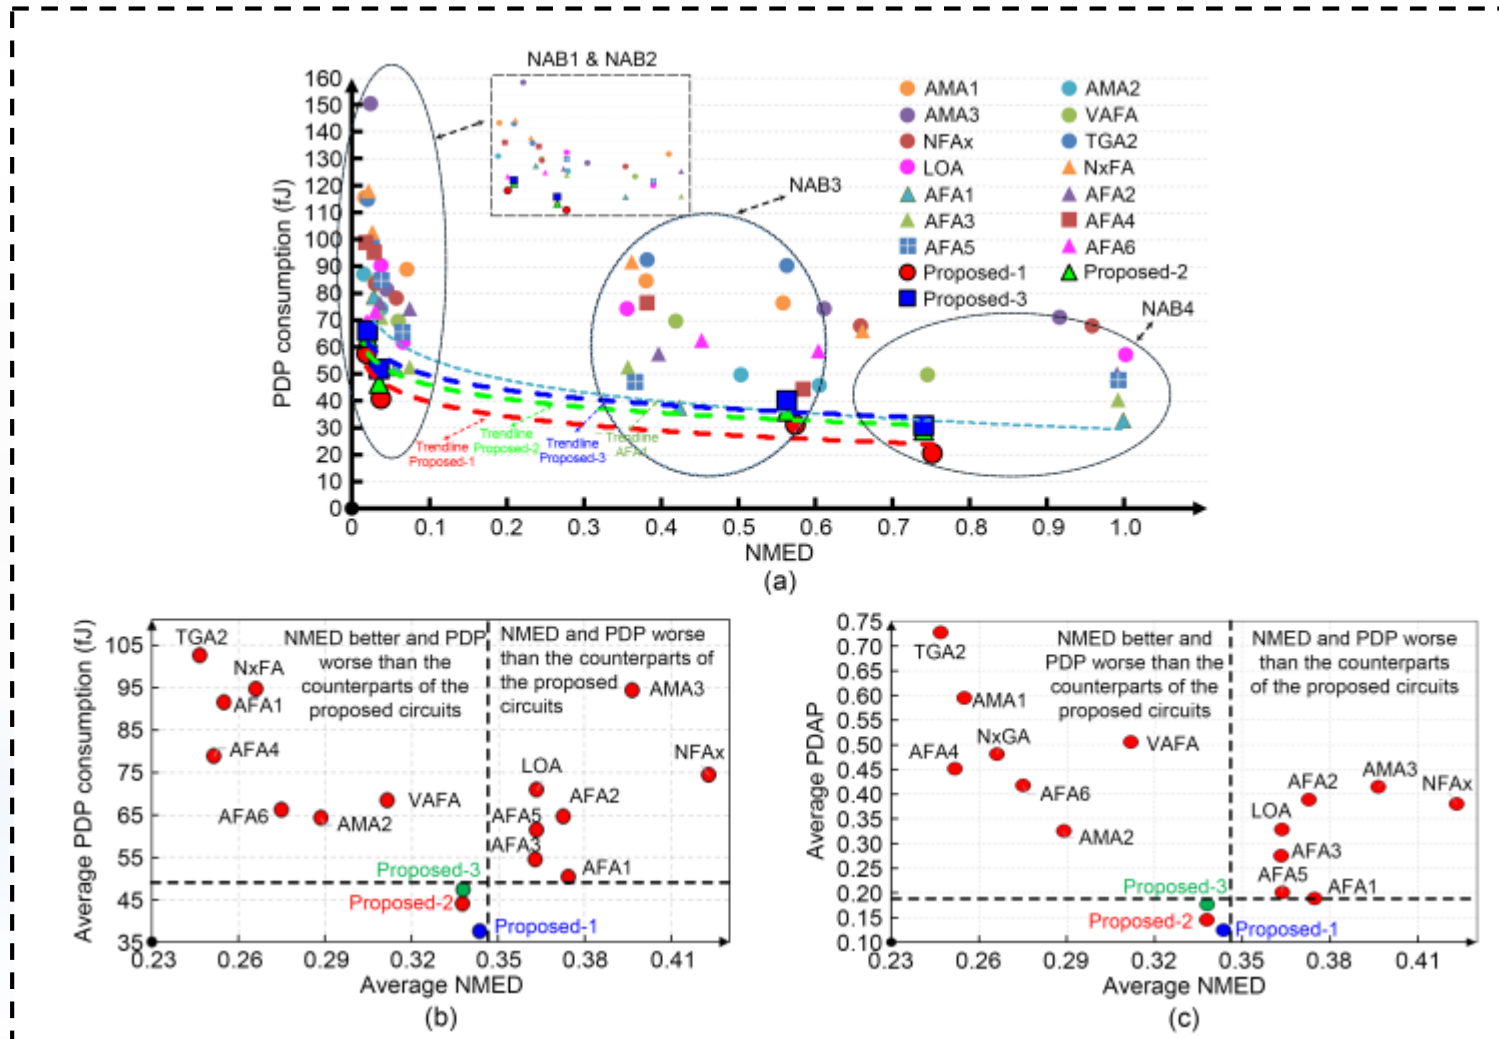 NAB1 & NAB2
160
150
140
130
120
110
100
90
80
70
60
50
40
30
20
10
0
PDP consumption (fJ)
AMA1
AMA2
AMA3
VAFA
NFAx
TGA2
LOA
NxFA
AFA1
AFA2
AFA3
AFA4
AFA5
AFA6
Proposed-1
Proposed-2
Proposed-3
NAB3
NAB4
Trendline
Proposed-1
Trendline
Proposed-2
Trendline
Proposed-3
Trendline
AFA1
0 0.1 0.2 0.3 0.4 0.5 0.6 0.7 0.8 0.9 1.0
NMED
(a)
Average PDP consumption (fJ)
105
95
85
75
65
55
45
35
TGA2
NxFA
AFA1
AFA4
AFA6
AMA2
VAFA
NMED better and PDP
worse than the
counterparts of the
proposed circuits
NMED and PDP worse
than the counterparts of
the proposed
circuits
AMA3
NFAx
LOA
AFA2
AFA5
AFA3
AFA1
Proposed-3
Proposed-2
Proposed-1
0.23 0.26 0.29 0.32 0.35 0.38 0.41
Average NMED
(b)
Average PDAP
0.75
0.70
0.65
0.60
0.55
0.50
0.45
0.40
0.35
0.30
0.25
0.20
0.15
0.10
TGA2
AMA1
NxGA
AFA4
AFA6
AMA2
VAFA
NMED better and
PDP worse than the
counterparts of the
proposed circuits
NMED and PDP worse
than the counterparts
of the proposed circuits
AFA2
AMA3
NFAx
LOA
AFA3
AFA5
AFA1
Proposed-3
Proposed-2
Proposed-1
0.23 0.26 0.29 0.32 0.35 0.38 0.41
Average NMED
(c)